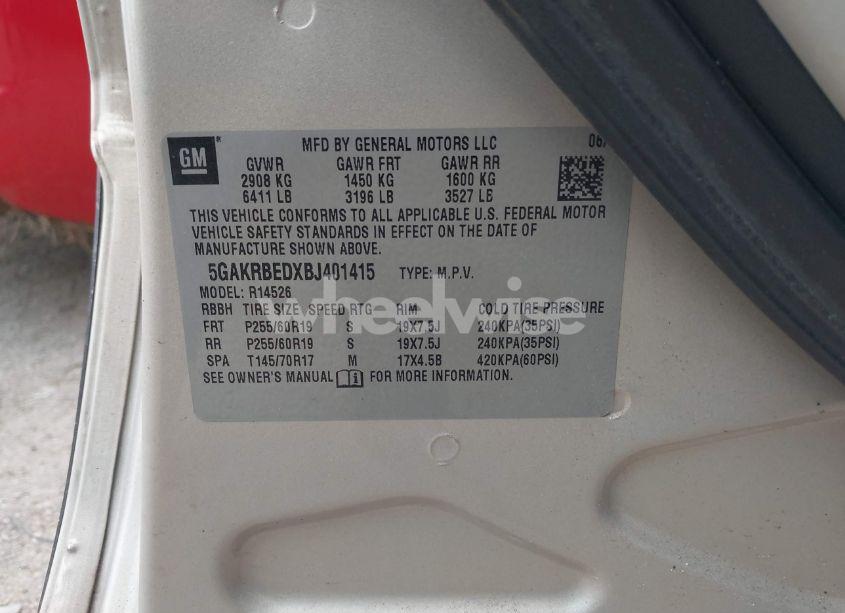 GM
MFD BY GENERAL MOTORS LLC 06/
GVWR GAWR FRT GAWR RR
2908 KG 1450 KG 1600 KG
6411 LB 3196 LB 3527 LB
THIS VEHICLE CONFORMS TO ALL APPLICABLE U.S. FEDERAL MOTOR
VEHICLE SAFETY STANDARDS IN EFFECT ON THE DATE OF
MANUFACTURE SHOWN ABOVE.
5GAKRBEDXBJ401415 TYPE: M.P.V.
MODEL: R14526
wheelwise
RBBH TIRE SIZE SPEED RTG RIM COLD TIRE PRESSURE
FRT P255/60R19 S 19X7.5J 240KPA(35PSI)
RR P255/60R19 S 19X7.5J 240KPA(35PSI)
SPA T145/70R17 M 17X4.5B 420KPA(60PSI)
SEE OWNER'S MANUAL FOR MORE INFORMATION.